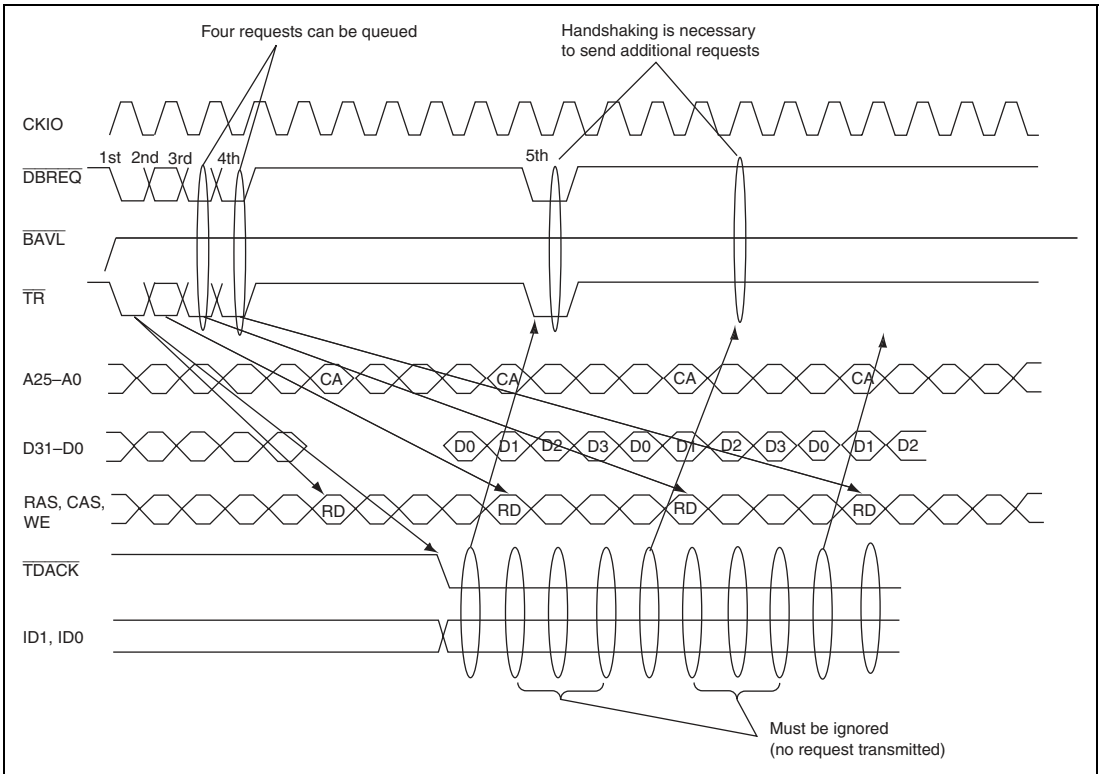 Four requests can be queued
Handshaking is necessary
to send additional requests
CKIO
1st 2nd 3rd 4th 5th
DBREQ
BAVL
TR
A25–A0 CA CA CA CA
D31–D0 D0 D1 D2 D3 D0 D1 D2 D3 D0 D1 D2
RAS, CAS,
WE
RD RD RD RD
TDACK
ID1, ID0
Must be ignored
(no request transmitted)